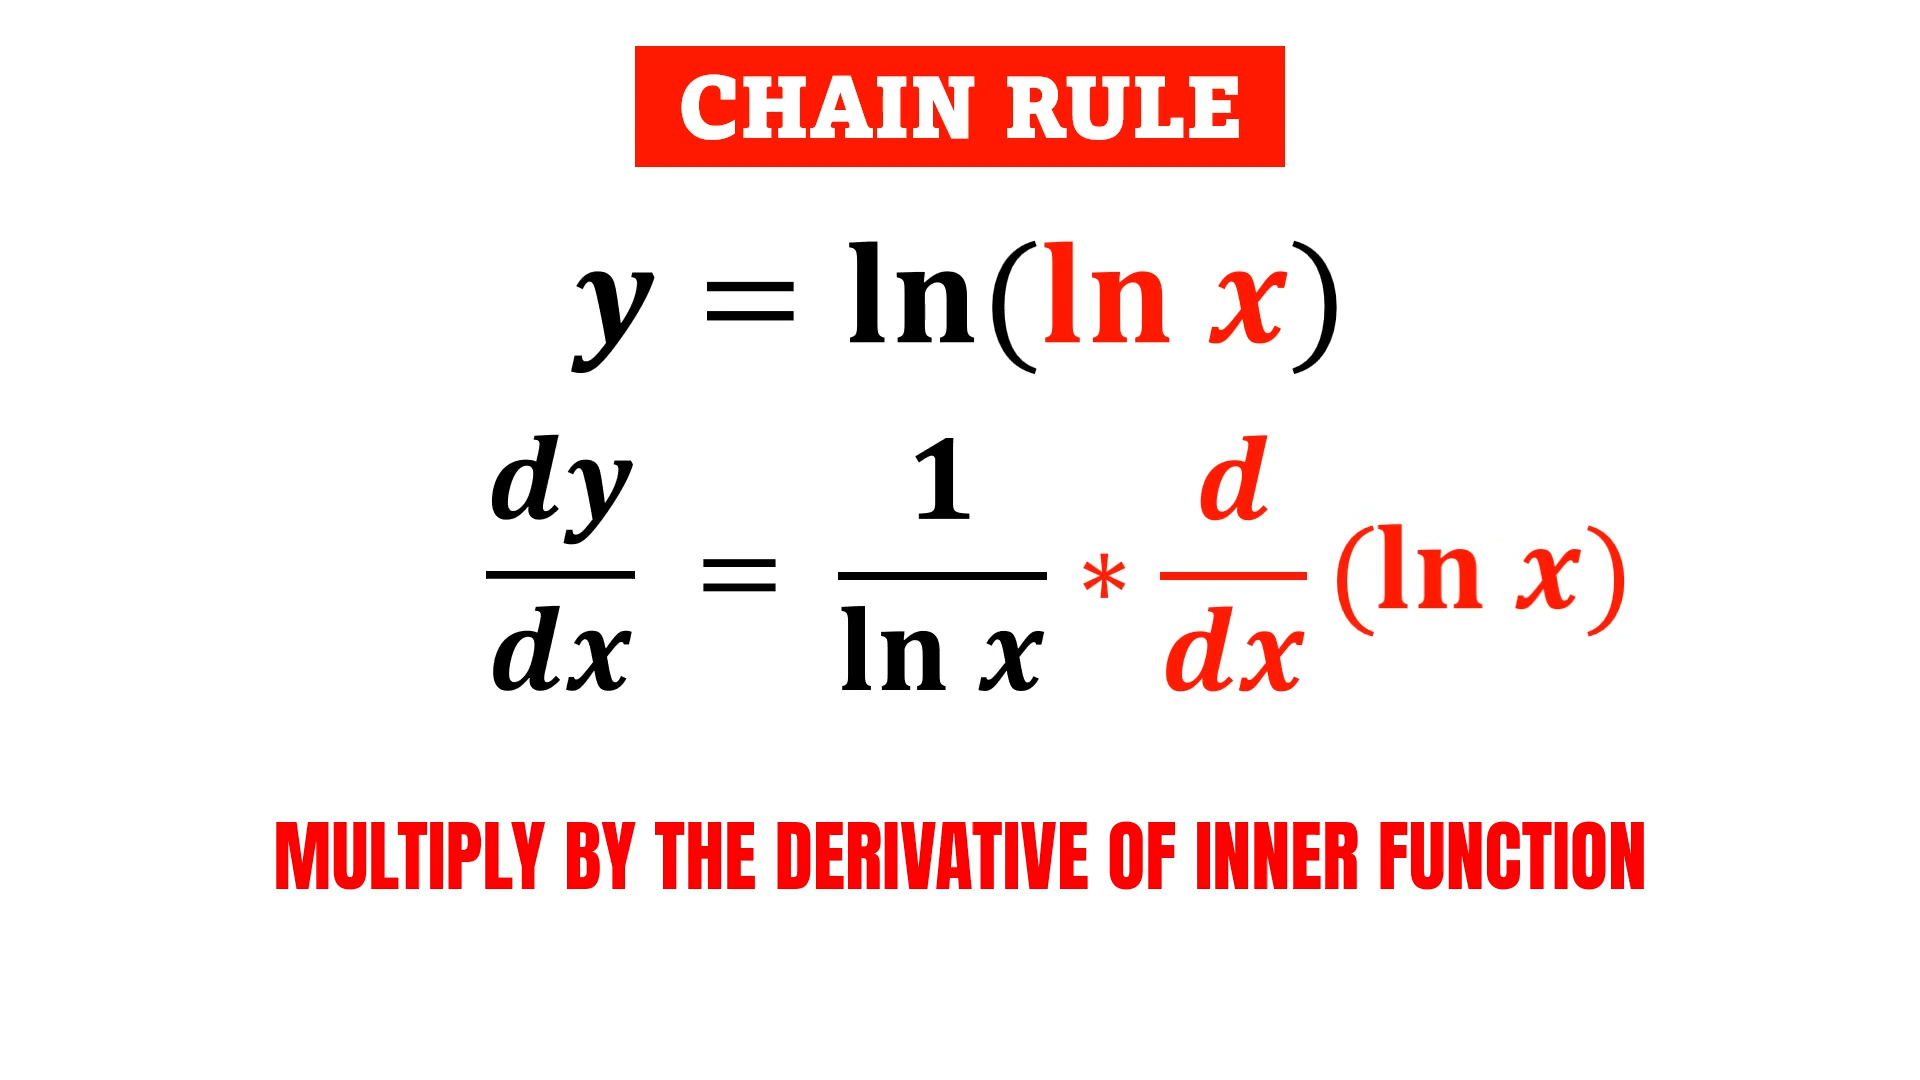 CHAIN RULE
y = ln(ln x)
dy/dx = 1/ln x * d/dx (ln x)
MULTIPLY BY THE DERIVATIVE OF INNER FUNCTION